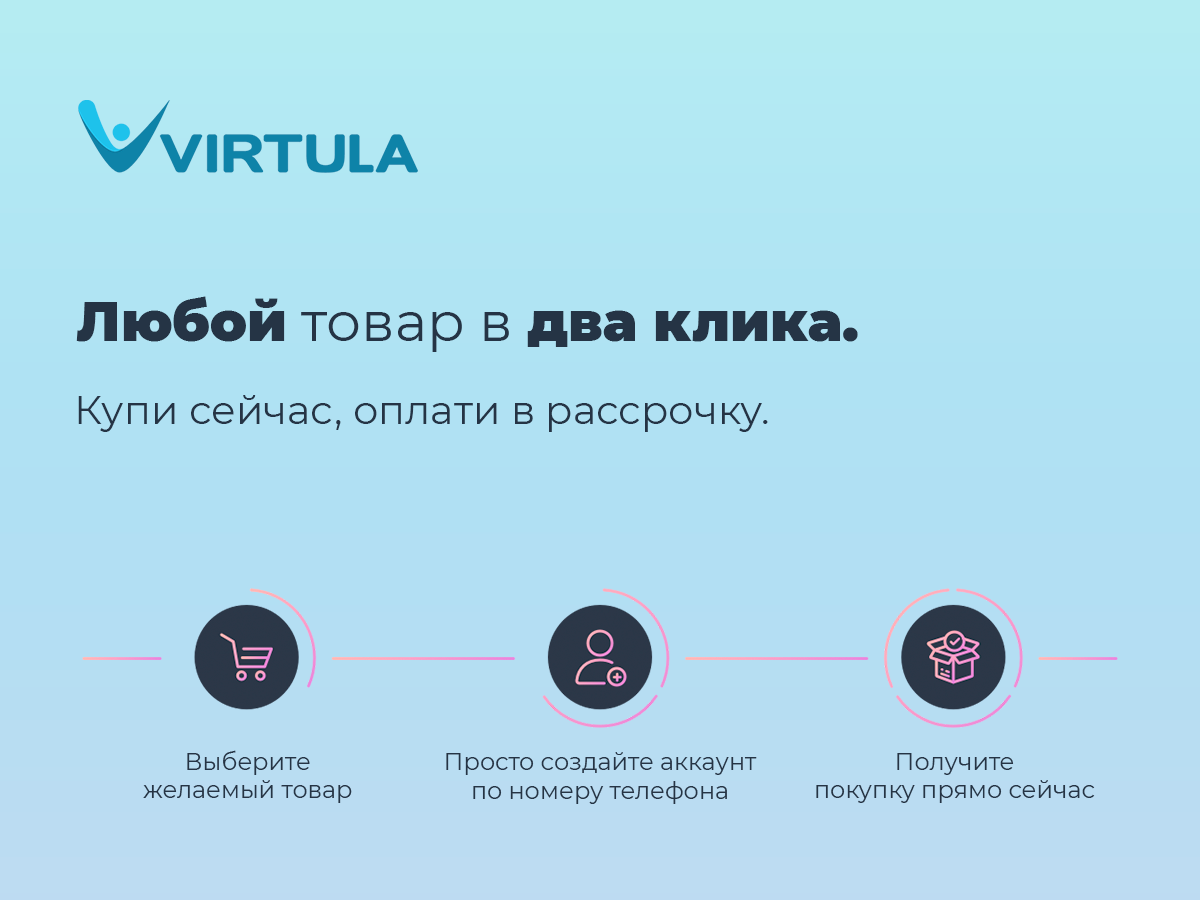 VIRTULA
Любой товар в два клика.
Купи сейчас, оплати в рассрочку.
Выберите
желаемый товар
Просто создайте аккаунт
по номеру телефона
Получите
покупку прямо сейчас